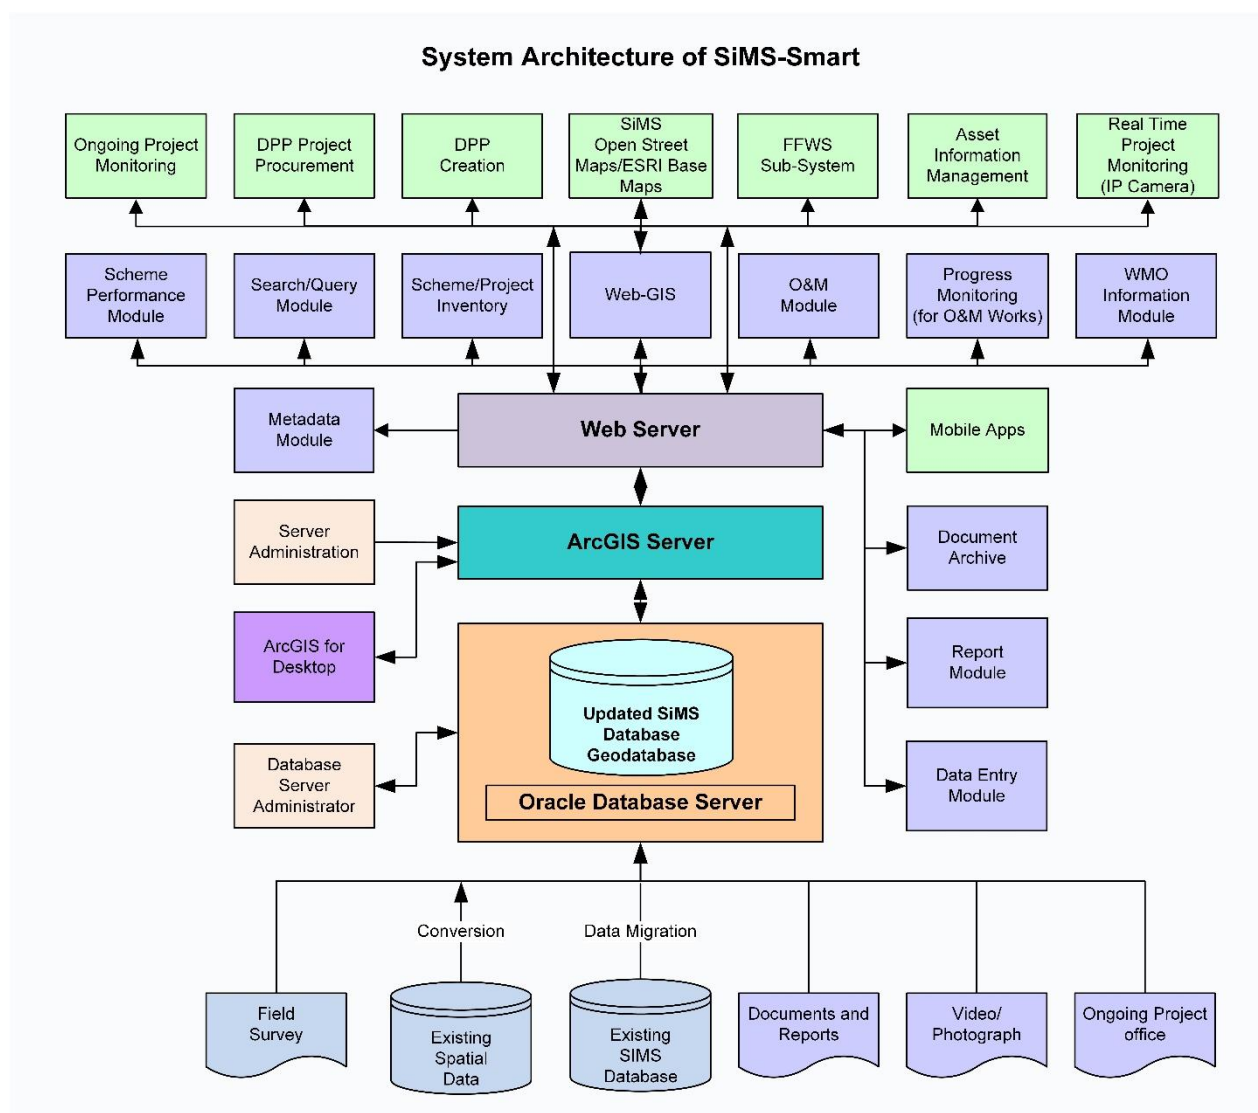 System Architecture of SiMS-Smart
Ongoing Project
Monitoring
DPP Project
Procurement
DPP
Creation
SiMS
Open Street
Maps/ESRI Base
Maps
FFWS
Sub-System
Asset
Information
Management
Real Time
Project
Monitoring
(IP Camera)
Scheme
Performance
Module
Search/Query
Module
Scheme/Project
Inventory
Web-GIS
O&M
Module
Progress
Monitoring
(for O&M Works)
WMO
Information
Module
Metadata
Module
Web Server
Mobile Apps
Server
Administration
ArcGIS Server
Document
Archive
ArcGIS for
Desktop
Updated SiMS
Database
Geodatabase
Report
Module
Database
Server
Administrator
Oracle Database Server
Data Entry
Module
Conversion
Data Migration
Field
Survey
Existing
Spatial
Data
Existing
SIMS
Database
Documents and
Reports
Video/
Photograph
Ongoing Project
office